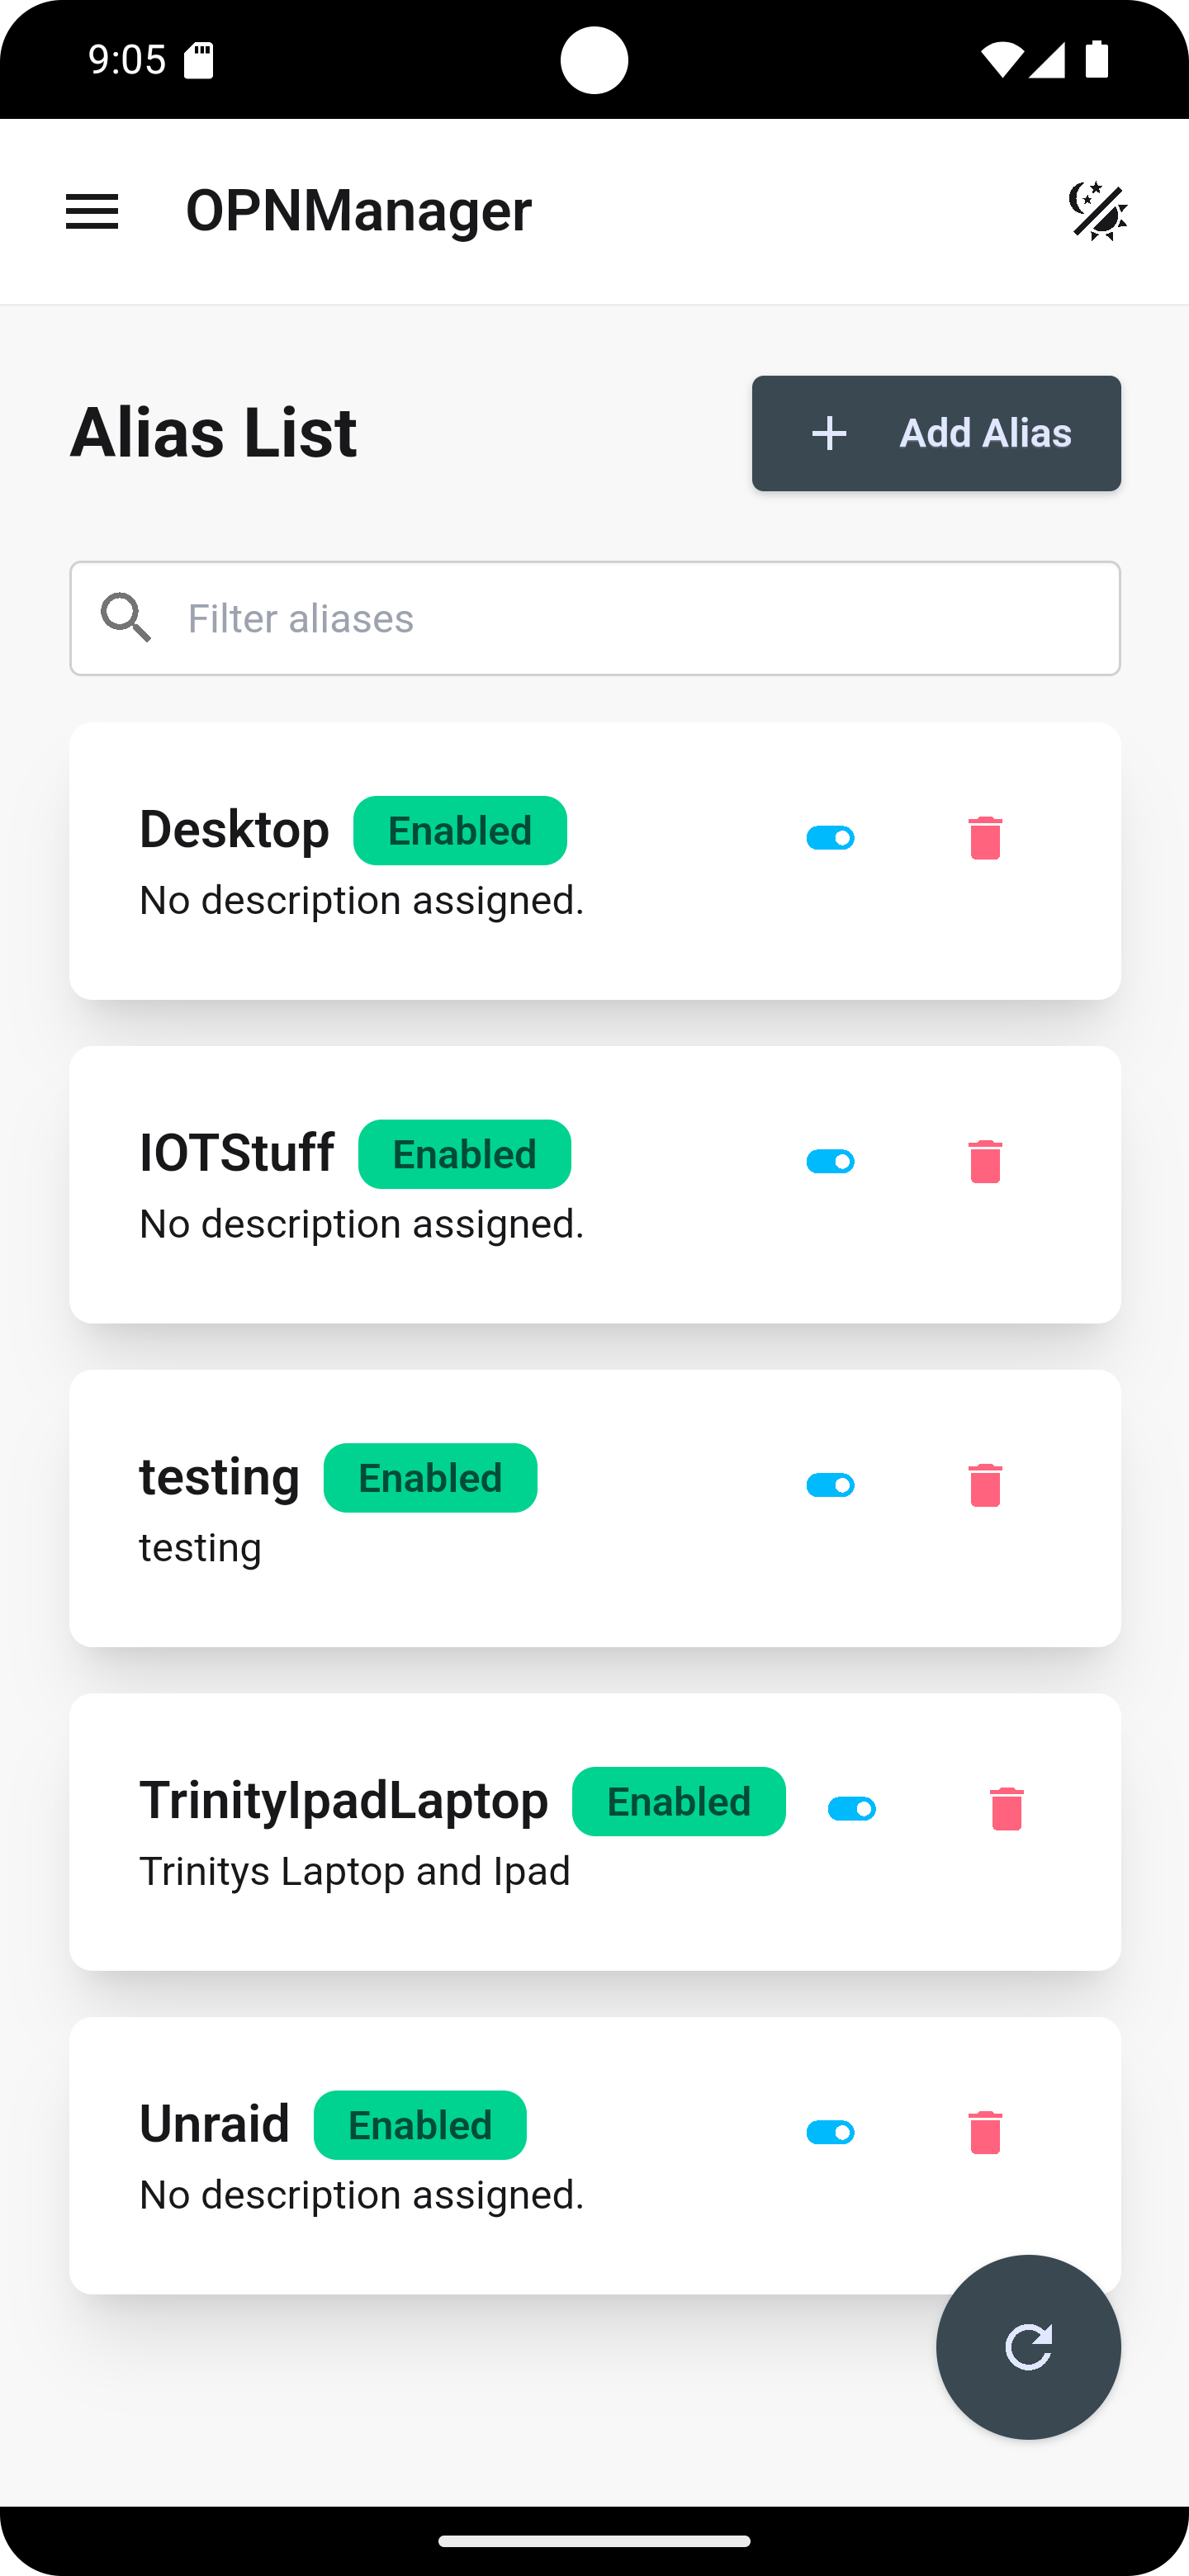 9:05
OPNManager
Alias List
Add Alias
Filter aliases
Desktop Enabled
No description assigned.
IOTStuff Enabled
No description assigned.
testing Enabled
testing
TrinityIpadLaptop Enabled
Trinitys Laptop and Ipad
Unraid Enabled
No description assigned.